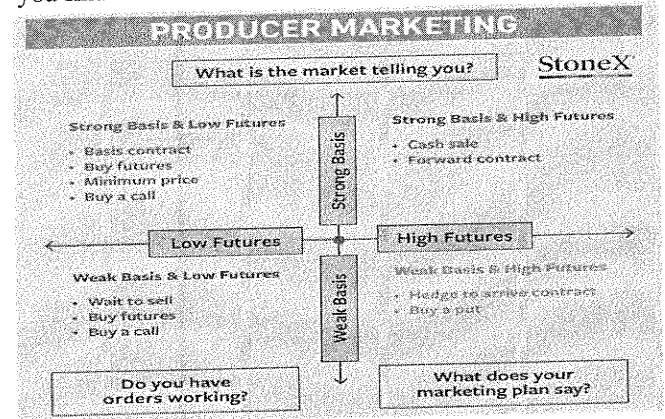 you
PRODUCER MARKETING
What is the market telling you?
StoneX
Strong Basis & Low Futures
• Basis contract
• Buy futures
• Minimum price
• Buy a call
Strong Basis
Strong Basis & High Futures
• Cash sale
• Forward contract
Low Futures
High Futures
Weak Basis & Low Futures
• Wait to sell
• Buy futures
• Buy a call
Weak Basis
Weak Basis & High Futures
• Hedge to arrive contract
• Buy a put
Do you have
orders working?
What does your
marketing plan say?